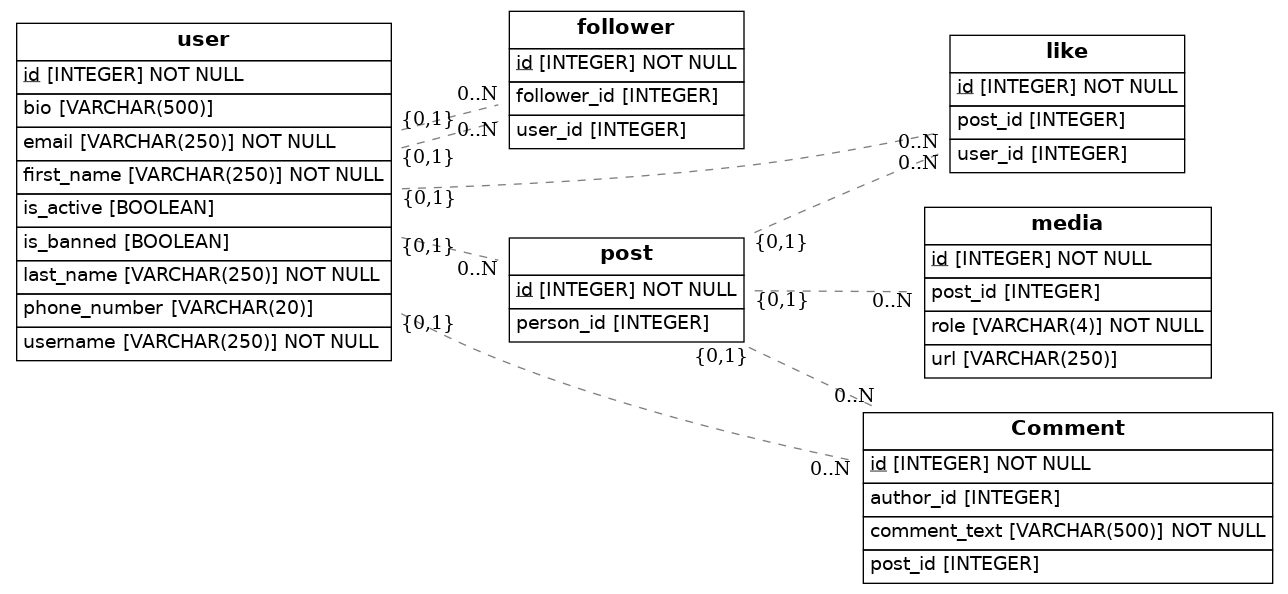 user
id [INTEGER] NOT NULL
bio [VARCHAR(500)]
email [VARCHAR(250)] NOT NULL
first_name [VARCHAR(250)] NOT NULL
is_active [BOOLEAN]
is_banned [BOOLEAN]
last_name [VARCHAR(250)] NOT NULL
phone_number [VARCHAR(20)]
username [VARCHAR(250)] NOT NULL
0..N
{0,1}
0..N
{0,1}
{0,1}
{0,1}
0..N
{0,1}
follower
id [INTEGER] NOT NULL
follower_id [INTEGER]
user_id [INTEGER]
post
id [INTEGER] NOT NULL
person_id [INTEGER]
0..N
0..N
{0,1}
{0,1}
0..N
{0,1}
0..N
0..N
like
id [INTEGER] NOT NULL
post_id [INTEGER]
user_id [INTEGER]
media
id [INTEGER] NOT NULL
post_id [INTEGER]
role [VARCHAR(4)] NOT NULL
url [VARCHAR(250)]
Comment
id [INTEGER] NOT NULL
author_id [INTEGER]
comment_text [VARCHAR(500)] NOT NULL
post_id [INTEGER]